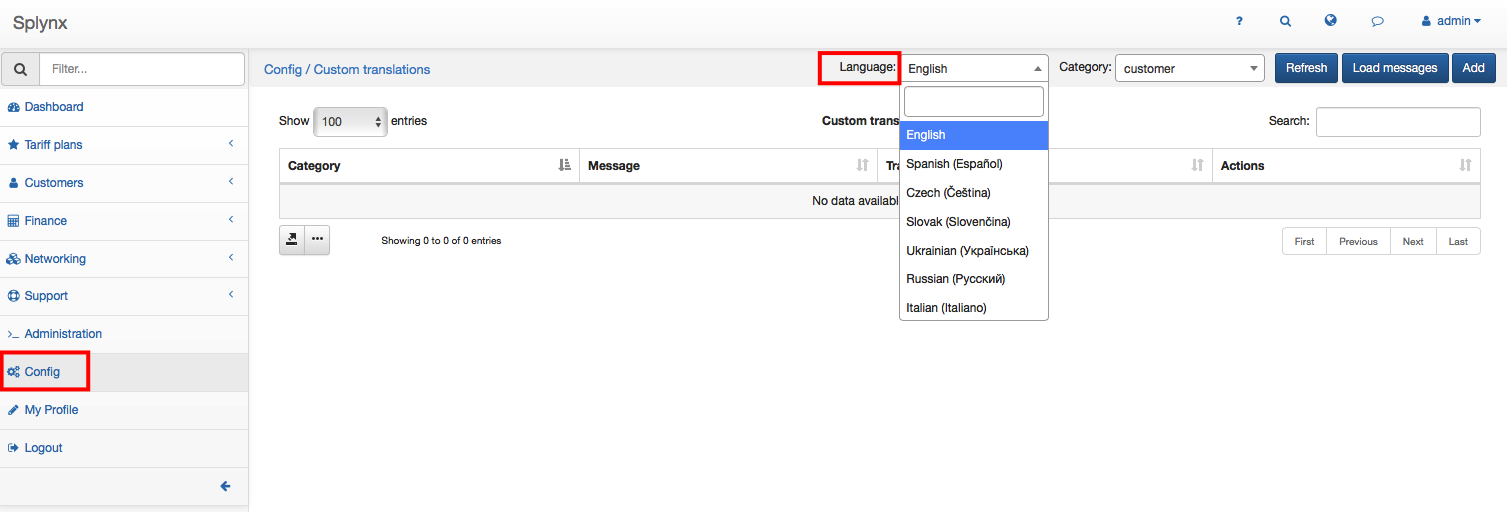 Splynx
?
admin
Filter...
Config / Custom translations
Language:
English
Category:
customer
Refresh
Load messages
Add
Dashboard
Tariff plans
Customers
Finance
Networking
Support
Administration
Config
My Profile
Logout
Show 100 entries
Custom trans
Search:
English
Spanish (Español)
Czech (Čeština)
Slovak (Slovenčina)
Ukrainian (Українська)
Russian (Русский)
Italian (Italiano)
Category
Message
Tra
Actions
No data availabl
Showing 0 to 0 of 0 entries
First
Previous
Next
Last